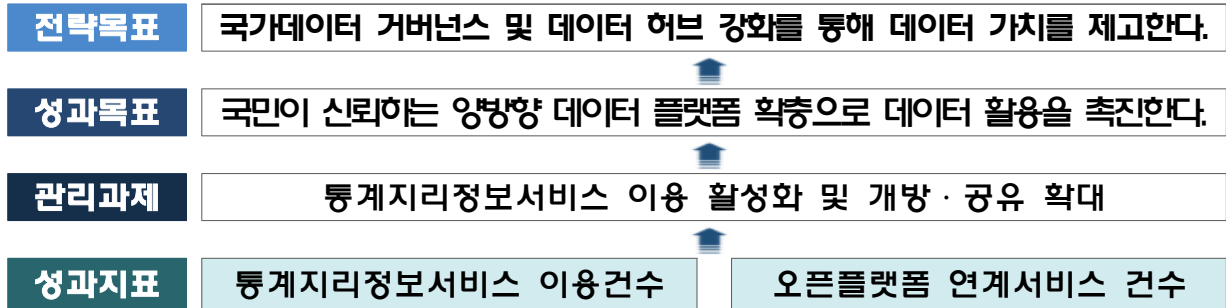 전략목표 국가데이터 거버넌스 및 데이터 허브 강화를 통해 데이터 가치를 제고한다.
성과목표 국민이 신뢰하는 양방향 데이터 플랫폼 확충으로 데이터 활용을 촉진한다.
관리과제 통계지리정보서비스 이용 활성화 및 개방·공유 확대
성과지표 통계지리정보서비스 이용건수 오픈플랫폼 연계서비스 건수